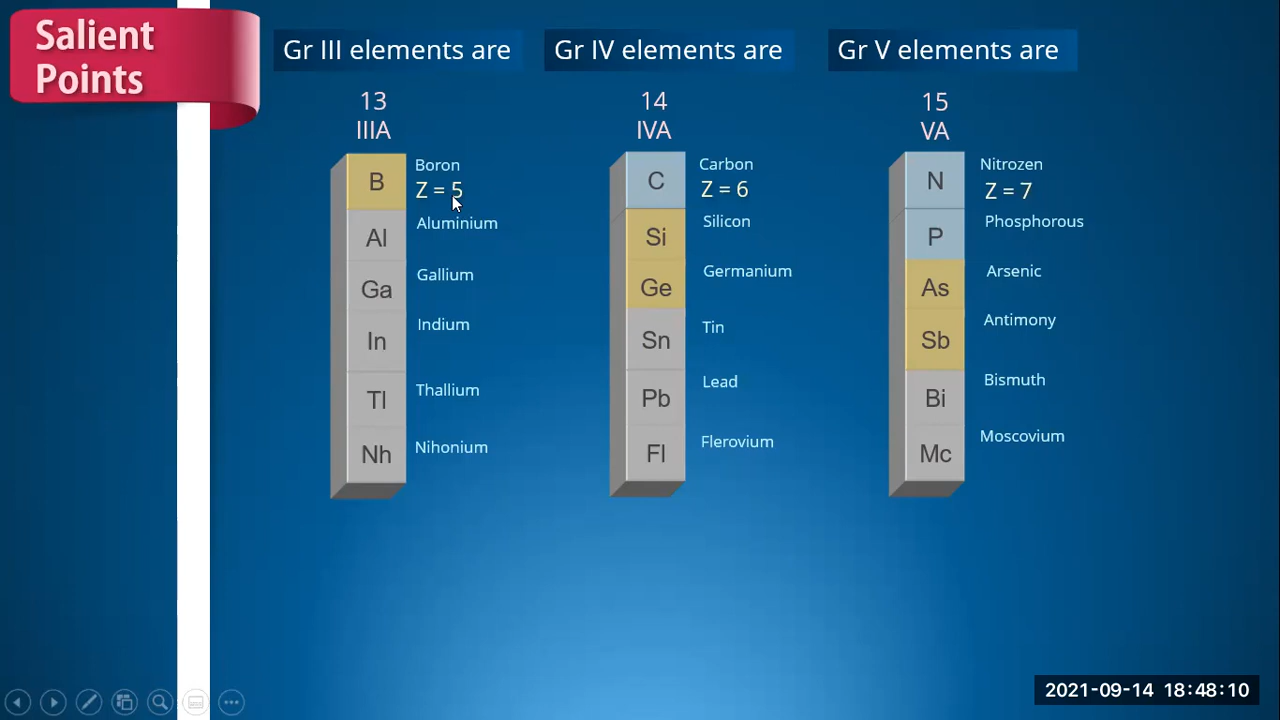 Salient
Points
Gr III elements are
Gr IV elements are
Gr V elements are
13
IIIA
B
Boron
Z = 5
Al
Aluminium
Ga
Gallium
In
Indium
Tl
Thallium
Nh
Nihonium
14
IVA
C
Carbon
Z = 6
Si
Silicon
Ge
Germanium
Sn
Tin
Pb
Lead
Fl
Flerovium
15
VA
N
Nitrozen
Z = 7
P
Phosphorous
As
Arsenic
Sb
Antimony
Bi
Bismuth
Mc
Moscovium
2021-09-14 18:48:10